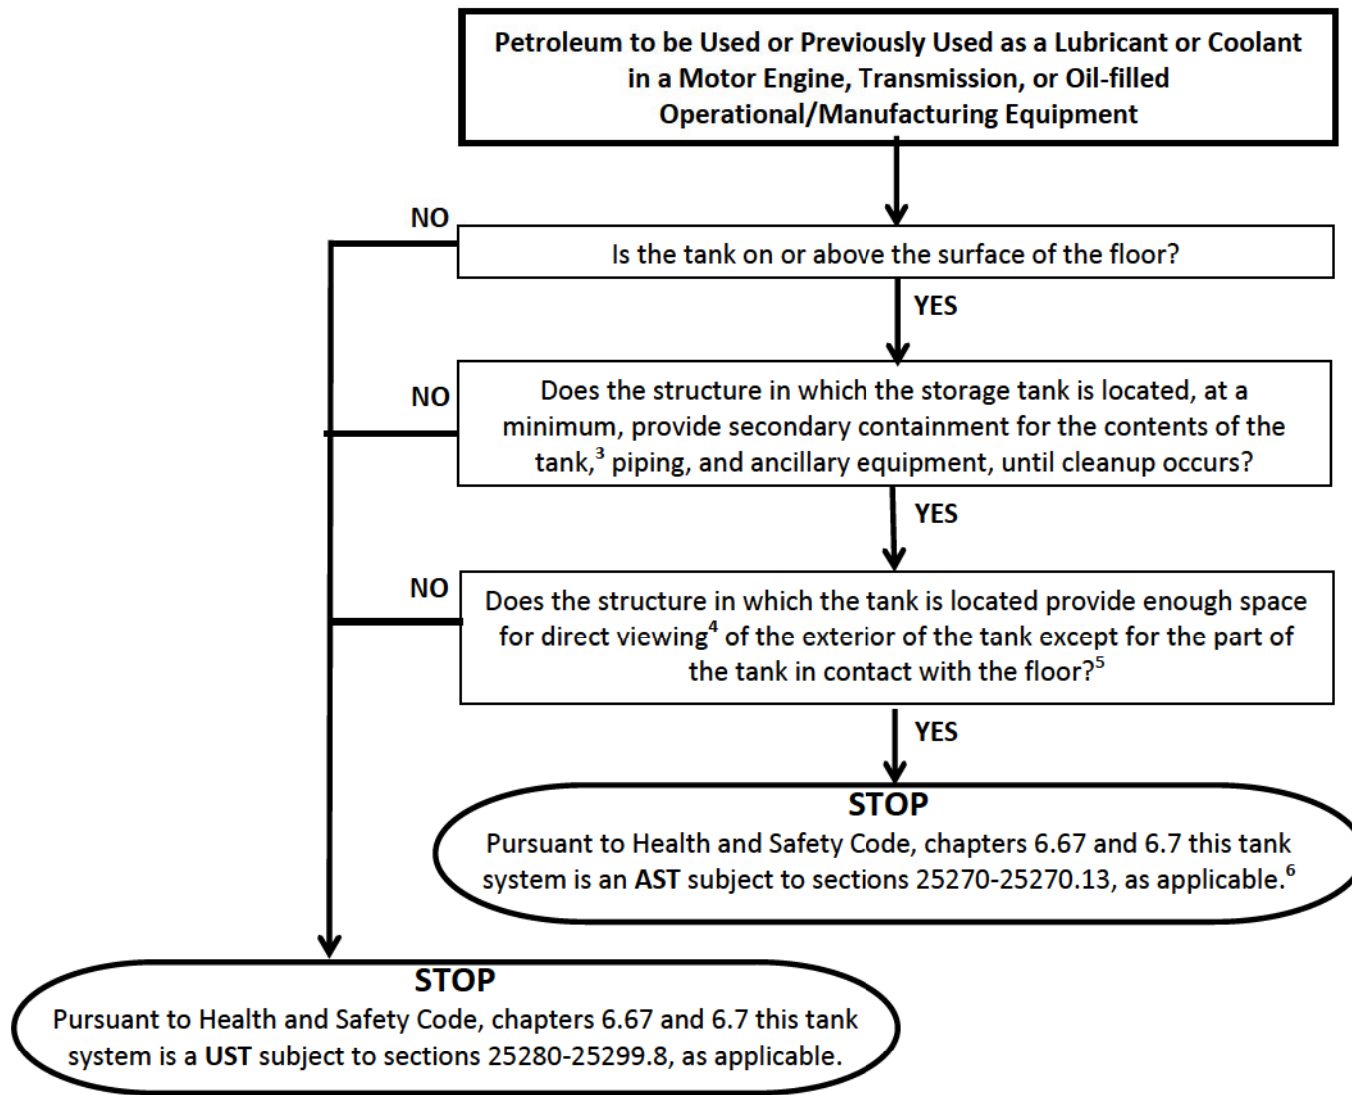 Petroleum to be Used or Previously Used as a Lubricant or Coolant
in a Motor Engine, Transmission, or Oil-filled
Operational/Manufacturing Equipment
NO
Is the tank on or above the surface of the floor?
YES
NO
Does the structure in which the storage tank is located, at a
minimum, provide secondary containment for the contents of the
tank,³ piping, and ancillary equipment, until cleanup occurs?
YES
NO
Does the structure in which the tank is located provide enough space
for direct viewing⁴ of the exterior of the tank except for the part of
the tank in contact with the floor?⁵
YES
STOP
Pursuant to Health and Safety Code, chapters 6.67 and 6.7 this tank
system is an AST subject to sections 25270-25270.13, as applicable.⁶
STOP
Pursuant to Health and Safety Code, chapters 6.67 and 6.7 this tank
system is a UST subject to sections 25280-25299.8, as applicable.